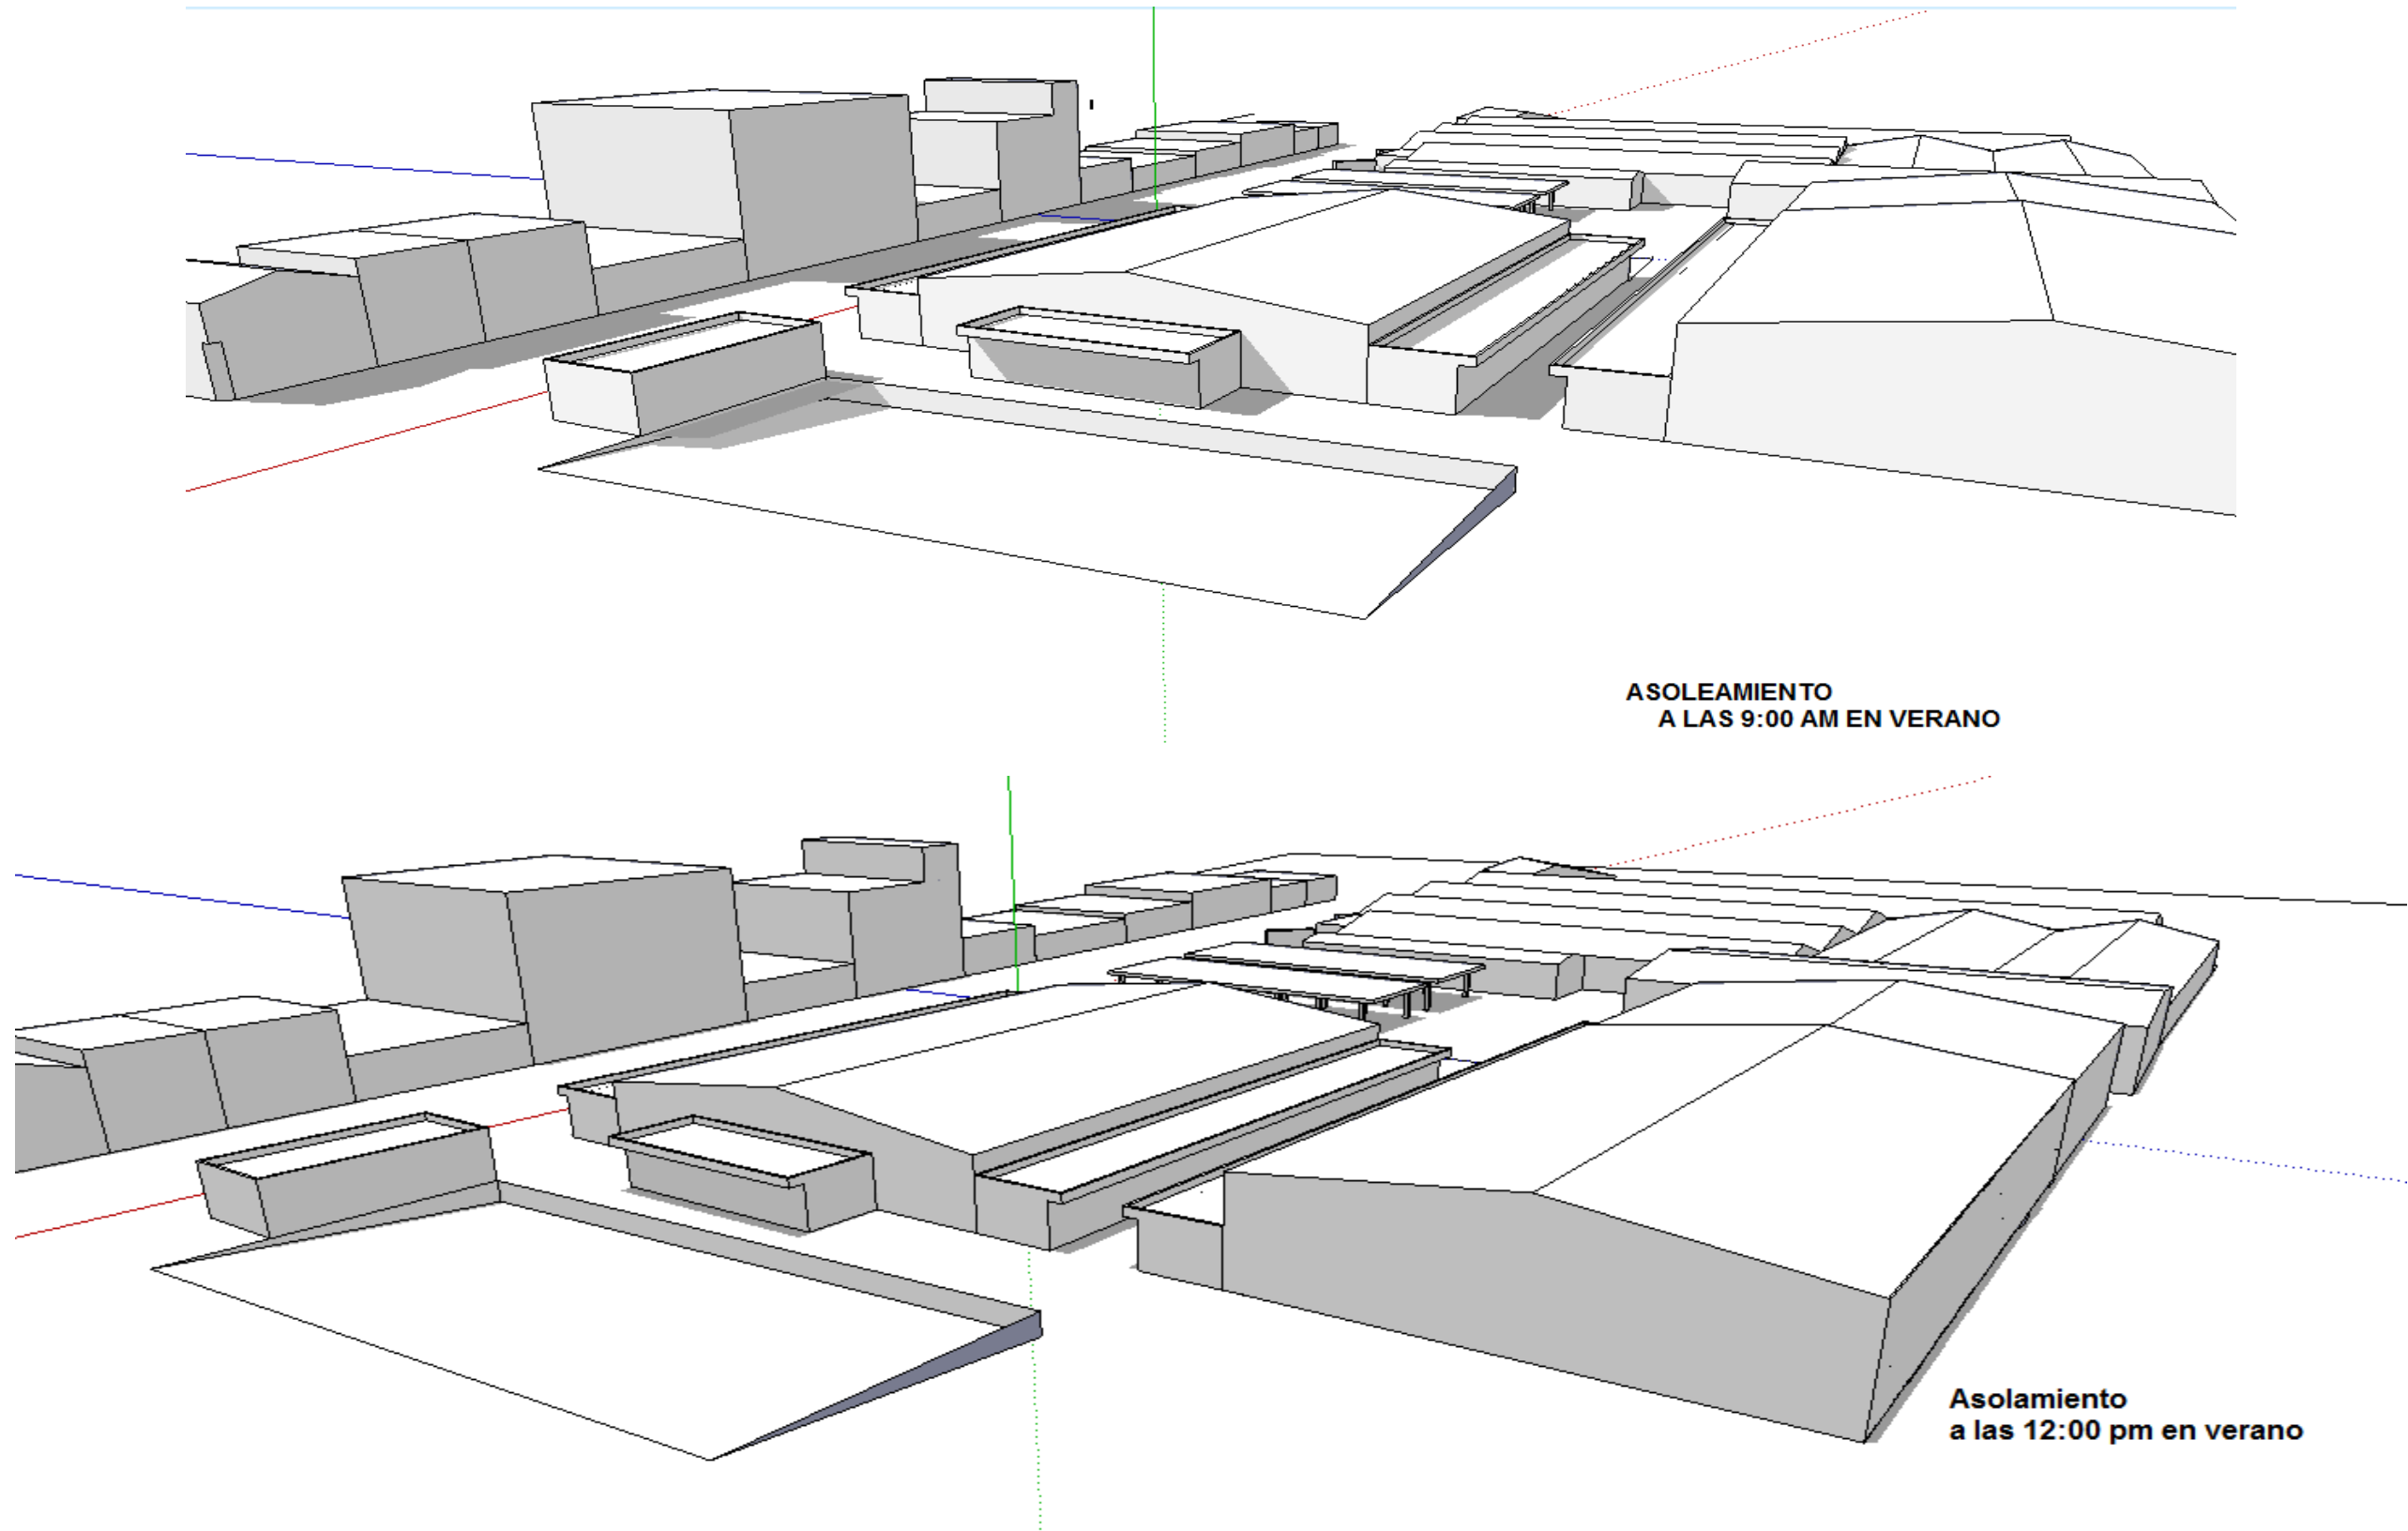 ASOLEAMIENTO
A LAS 9:00 AM EN VERANO
Asolamiento
a las 12:00 pm en verano